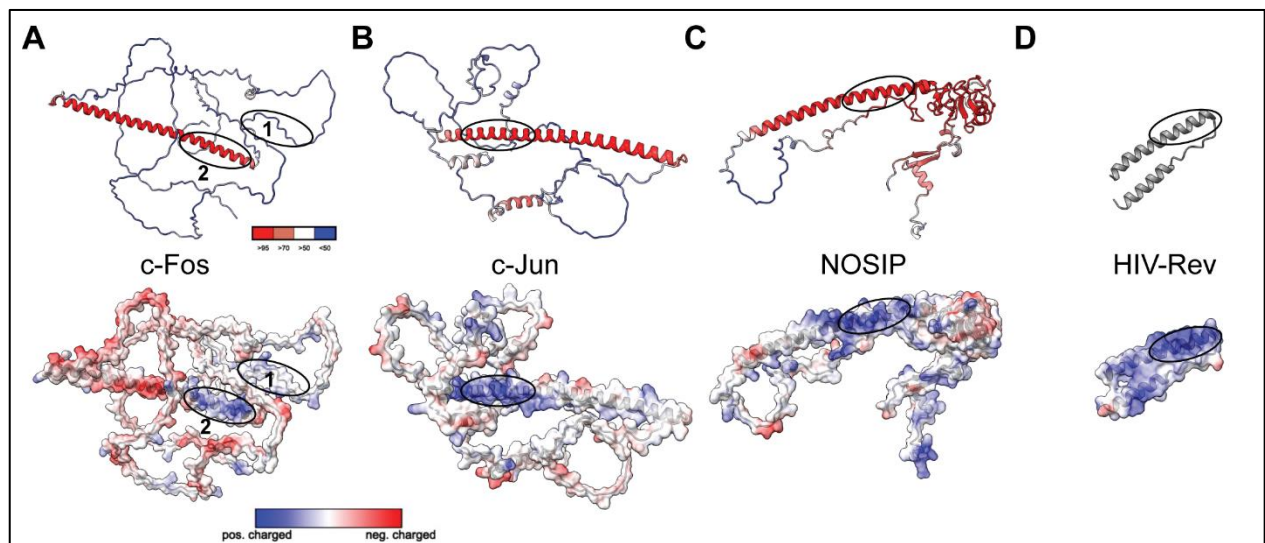 A B C D
1
2
>95 >70 >50 <50
c-Fos c-Jun NOSIP HIV-Rev
1
2
pos. charged neg. charged